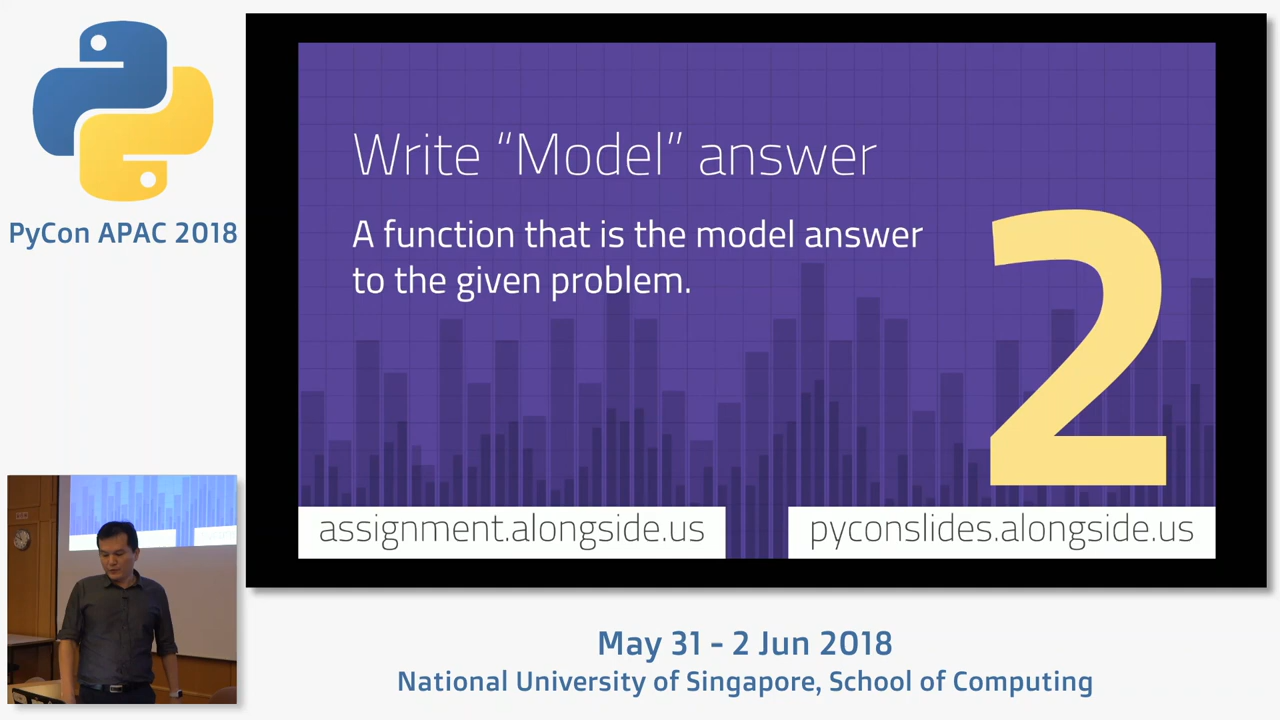 PyCon APAC 2018
Write “Model” answer
A function that is the model answer
to the given problem.
2
assignment.alongside.us
pyconslides.alongside.us
May 31 - 2 Jun 2018
National University of Singapore, School of Computing